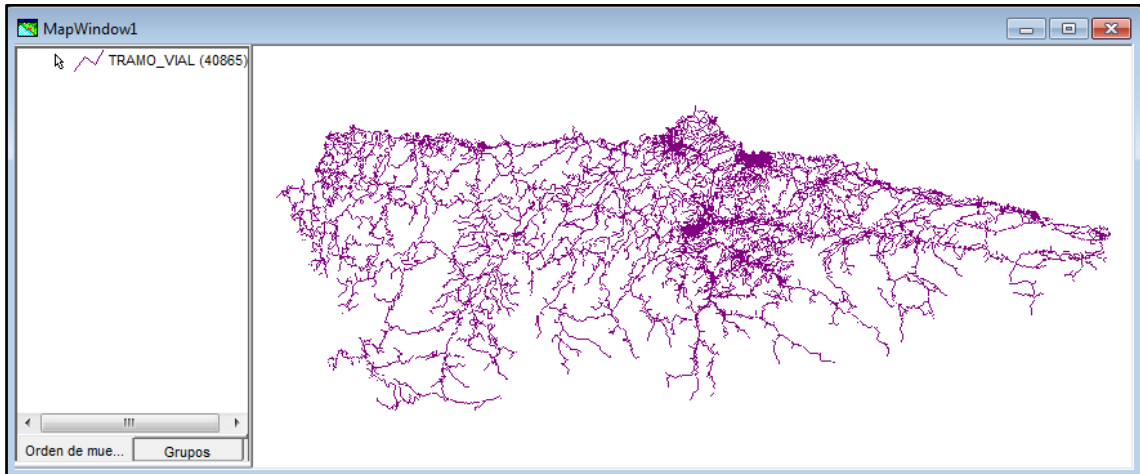 MapWindow1
TRAMO_VIAL (40865)
Orden de mue...
Grupos